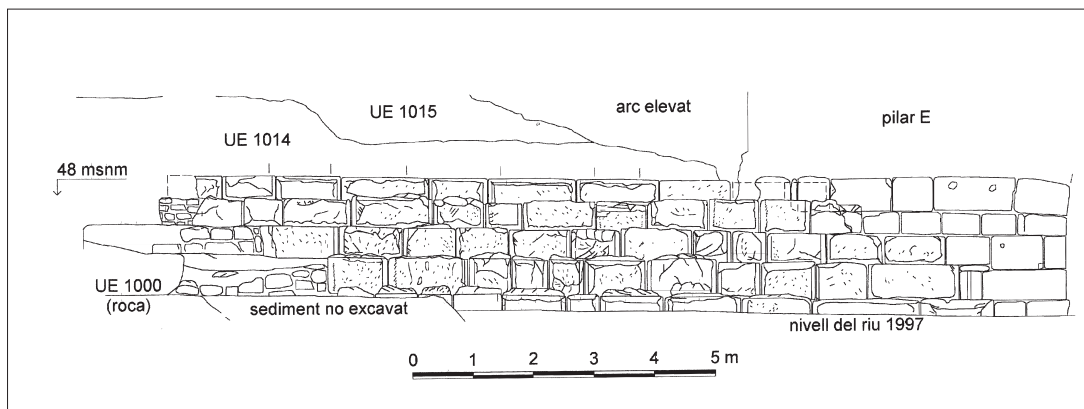 UE 1015
arc elevat
pilar E
UE 1014
48 msnm
UE 1000
(roca)
sediment no excavat
nivell del riu 1997
0 1 2 3 4 5 m